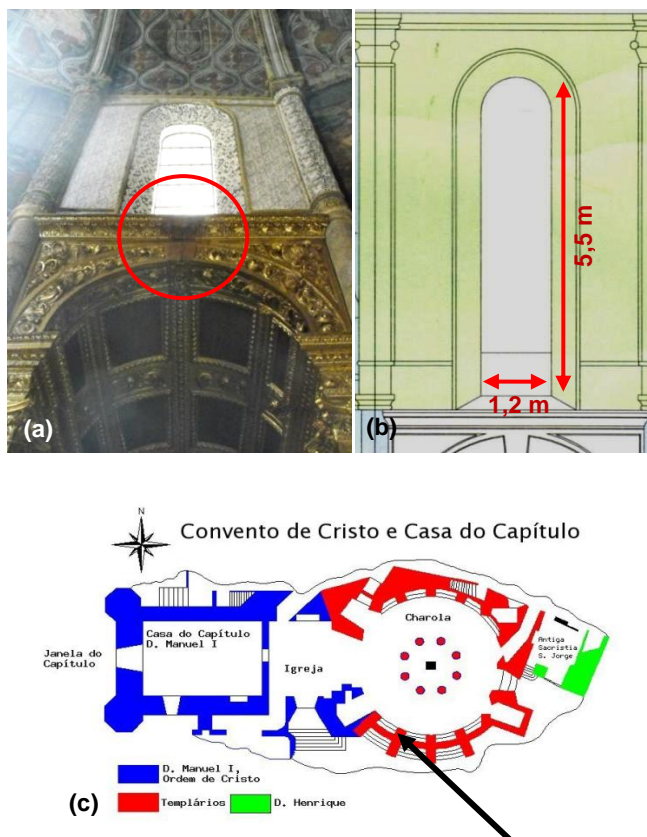 (a)
(b)
5,5 m
1,2 m
N
Convento de Cristo e Casa do Capítulo
Casa do Capítulo
D. Manuel I
Janela do
Capítulo
Igreja
Charola
Antiga
Sacristia
S. Jorge
D. Manuel I,
Ordem de Cristo
Templários
D. Henrique
(c)